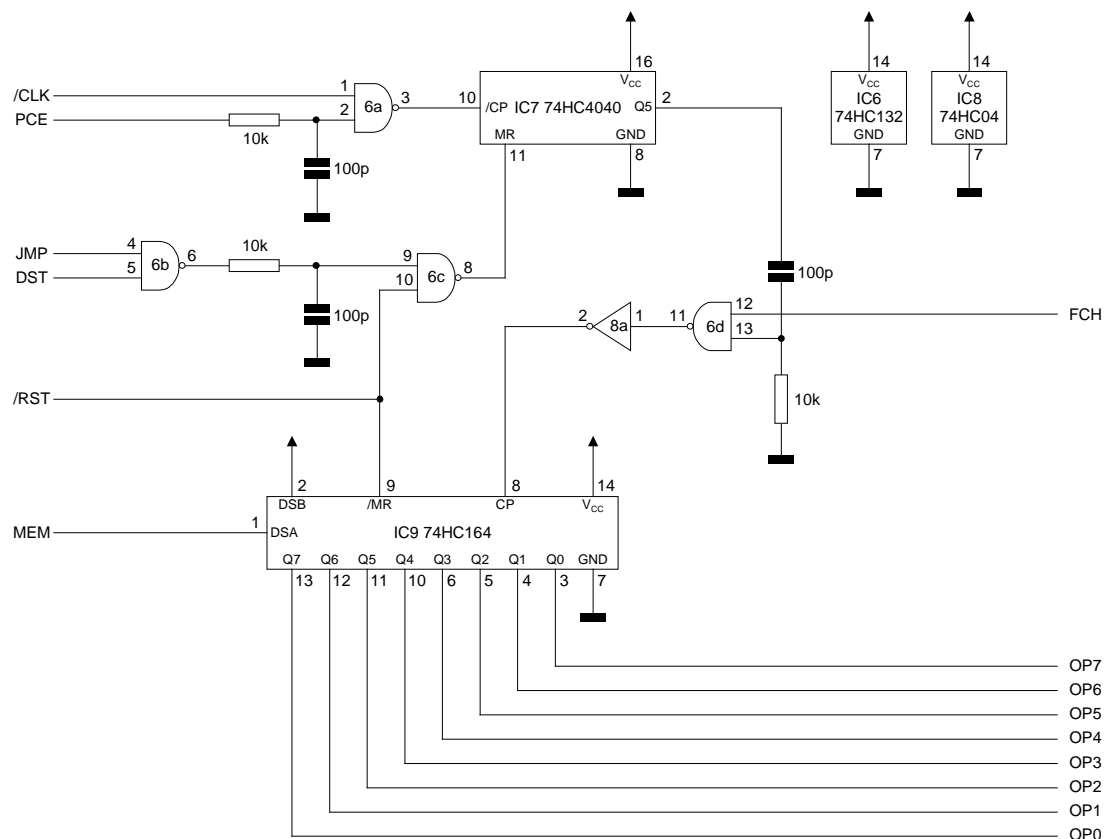 16 14 14
/CLK 1 VCC VCC VCC
6a 3 10 /CP IC7 74HC4040 Q5 2 IC6 IC8
PCE 2 74HC132 74HC04
10k MR GND GND GND
11 8 7 7
100p
JMP 4 10k 9
6b 6 6c 8
DST 5 10 100p
12 FCH
100p 2 8a 1 11 6d
13
/RST 10k
2 9 8 14
DSB /MR CP VCC
MEM 1 DSA IC9 74HC164
Q7 Q6 Q5 Q4 Q3 Q2 Q1 Q0 GND
13 12 11 10 6 5 4 3 7
OP7
OP6
OP5
OP4
OP3
OP2
OP1
OP0